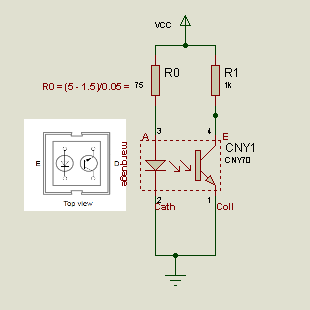 VCC
R0 R1
R0 = (5 - 1.5)/0.05 = 75 1k
3 4
A E
CNY1
CNY70
E D
marquage
Top view
2 1
Cath Coll